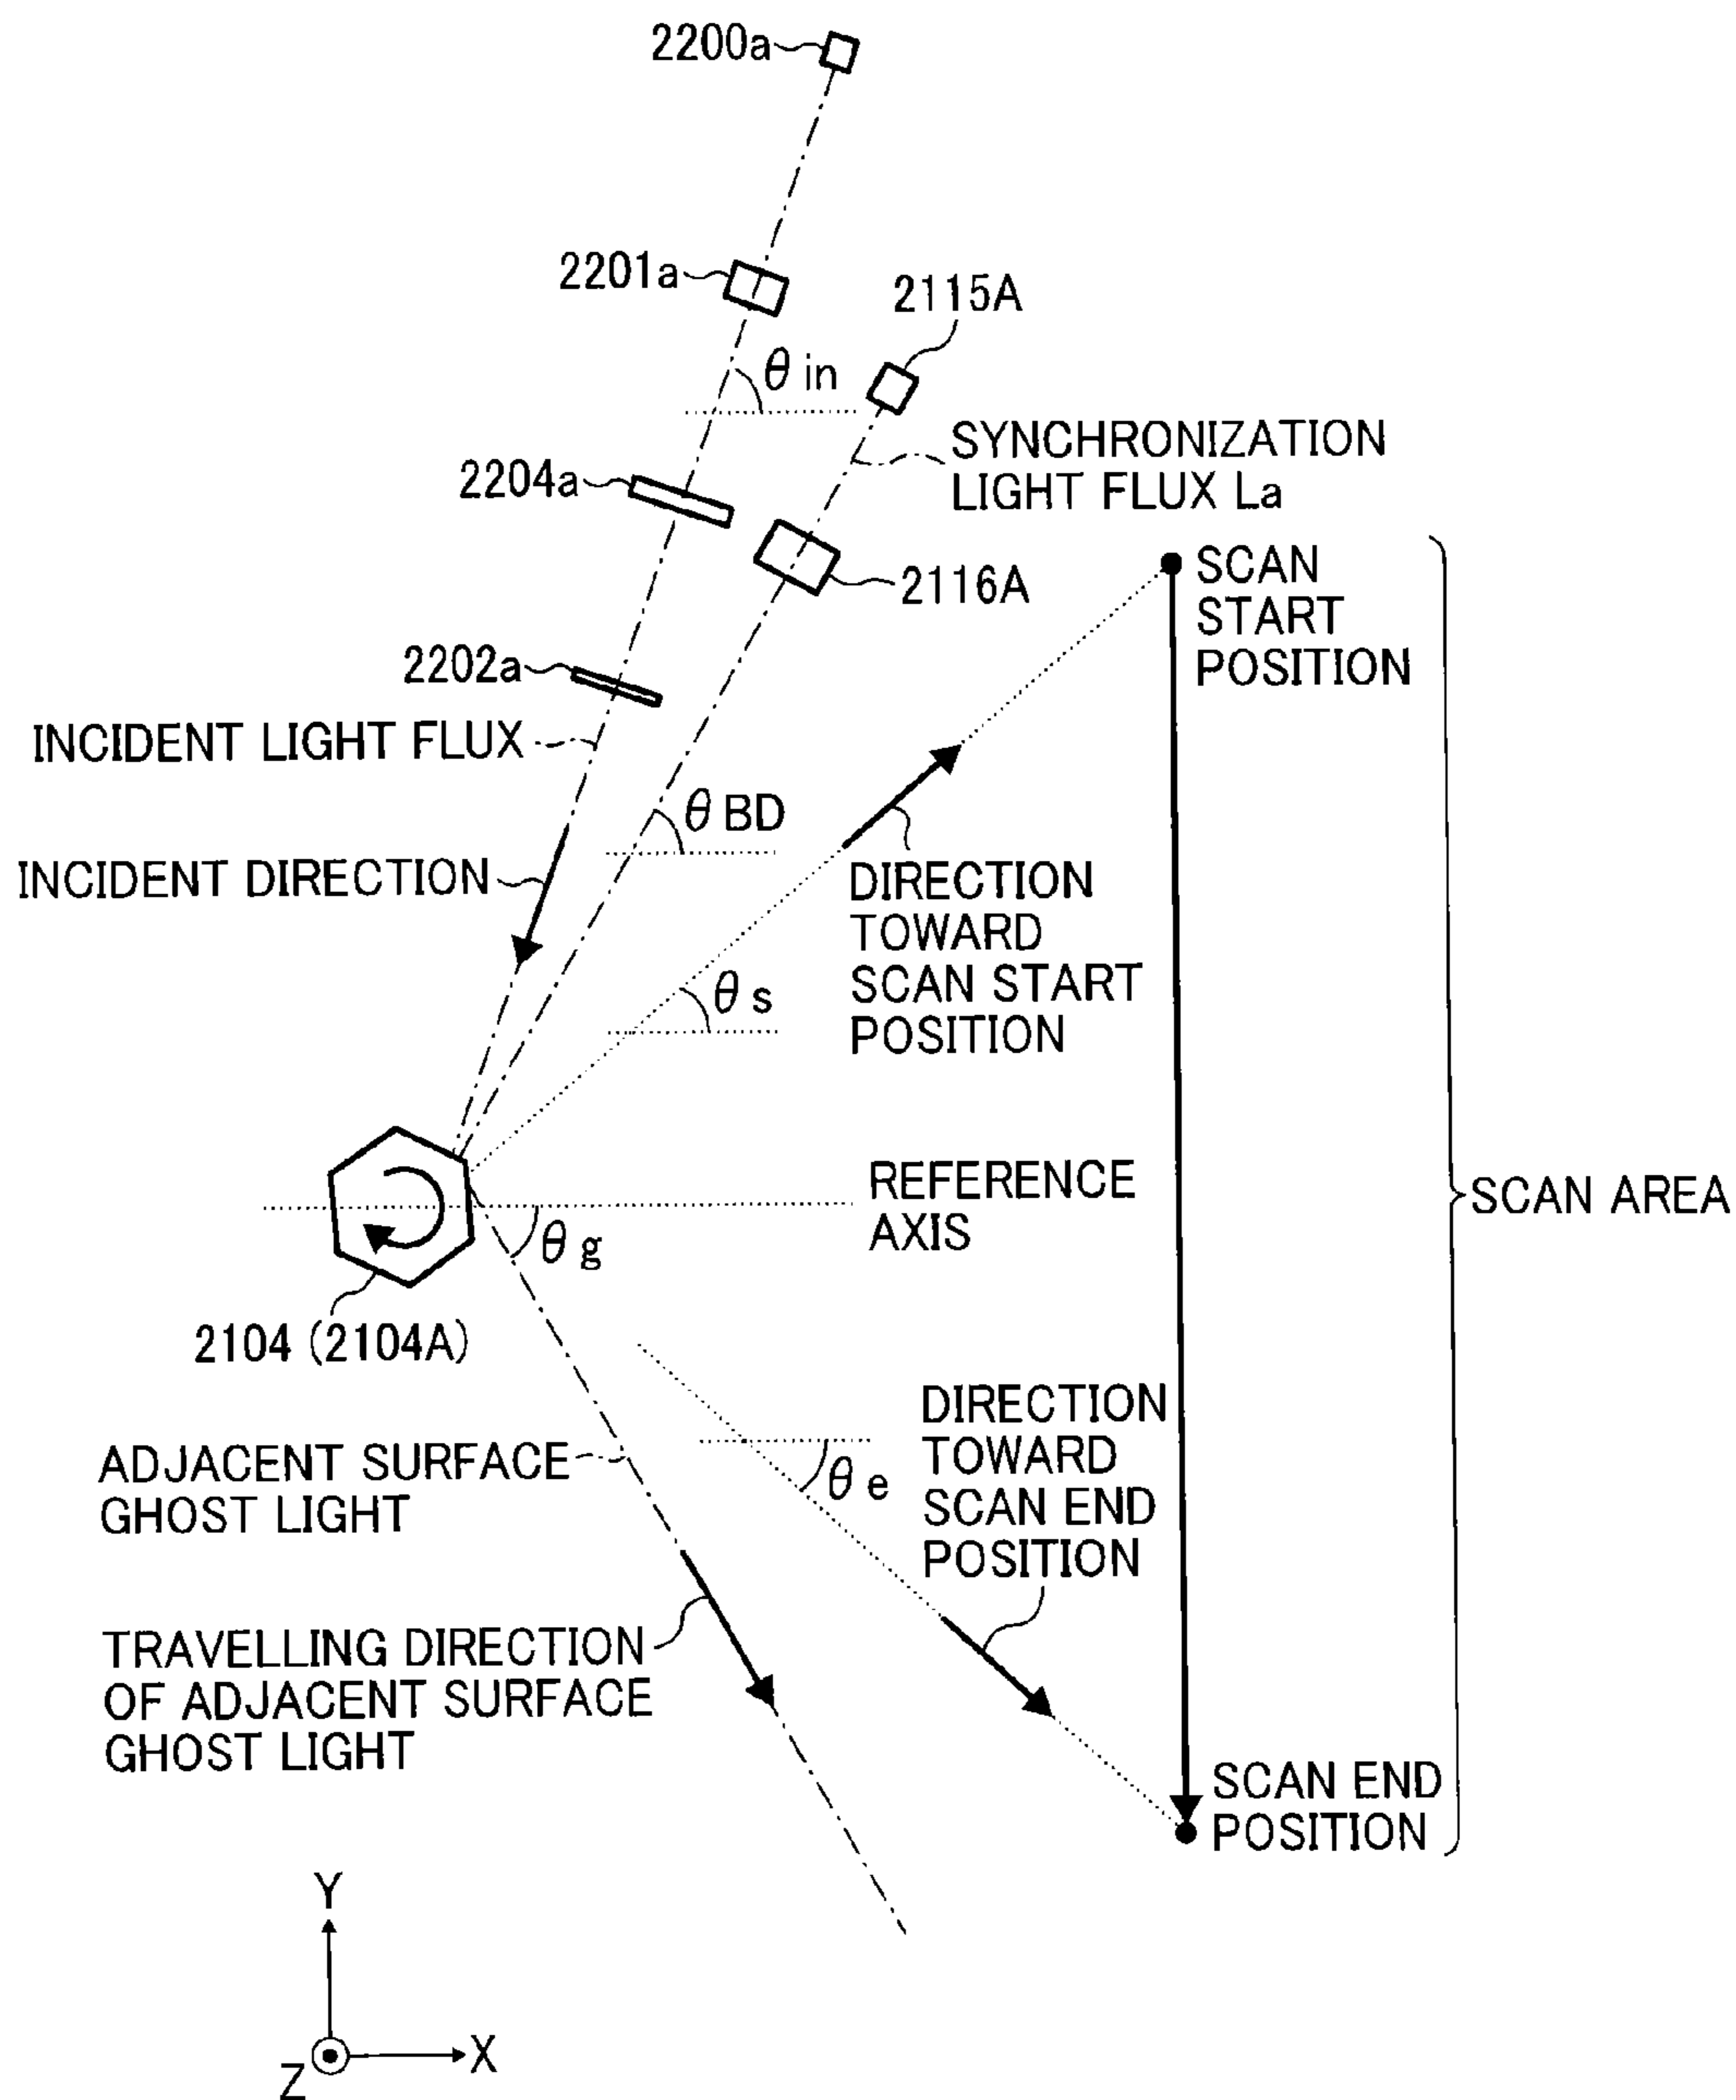 2200a
2201a
2115A
θ in
SYNCHRONIZATION
LIGHT FLUX La
2204a
2116A
SCAN
START
POSITION
2202a
INCIDENT LIGHT FLUX
θ BD
INCIDENT DIRECTION
DIRECTION
TOWARD
SCAN START
POSITION
θ s
REFERENCE
AXIS
SCAN AREA
θ g
2104 (2104A)
DIRECTION
TOWARD
SCAN END
POSITION
ADJACENT SURFACE
GHOST LIGHT
θ e
TRAVELLING DIRECTION
OF ADJACENT SURFACE
GHOST LIGHT
SCAN END
POSITION
Y
X
Z